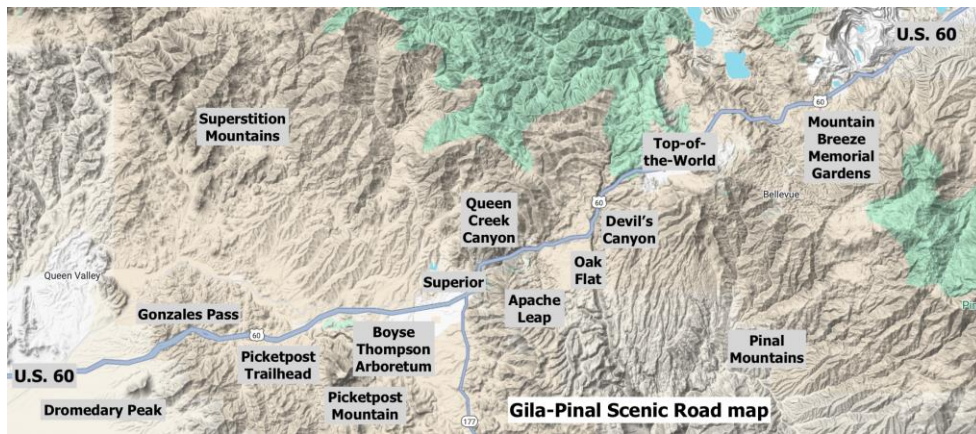 U.S. 60
Superstition
Mountains
60
Mountain
Breeze
Memorial
Gardens
Top-of-
the-World
Bellevue
60
Queen
Creek
Canyon
Devil's
Canyon
Oak
Flat
Queen Valley
Superior
Apache
Leap
Gonzales Pass
60
Boyse
Thompson
Arboretum
Picketpost
Trailhead
Pinal
Mountains
U.S. 60
Dromedary Peak
Picketpost
Mountain
177
Gila-Pinal Scenic Road map